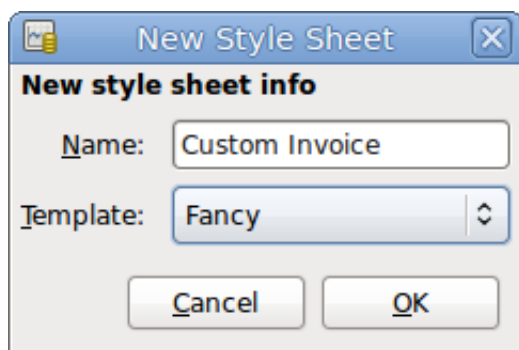 New Style Sheet
New style sheet info
Name: Custom Invoice
Template: Fancy
Cancel OK